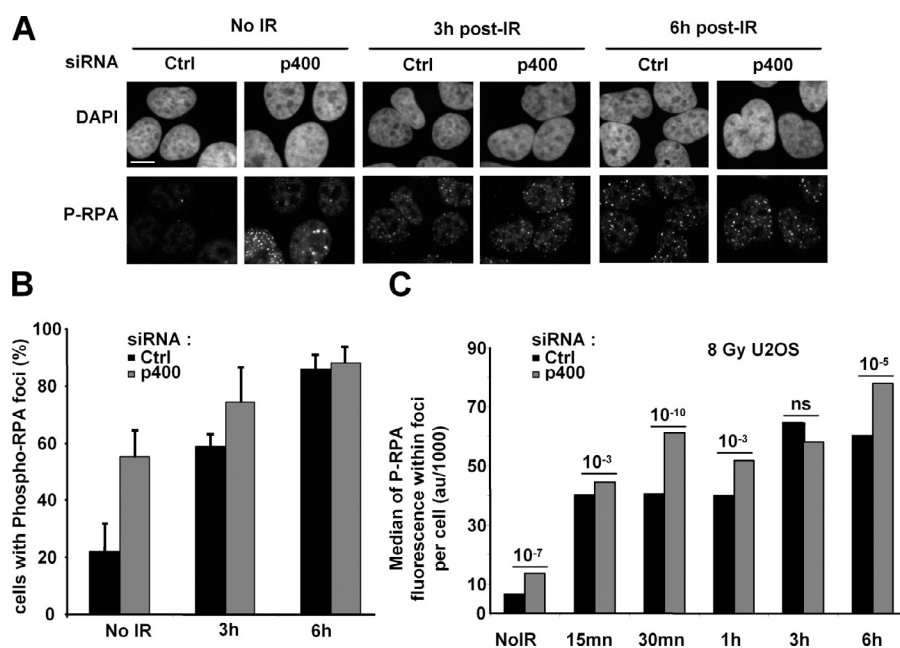 A
No IR 3h post-IR 6h post-IR
siRNA Ctrl p400 Ctrl p400 Ctrl p400
DAPI
P-RPA
B
cells with Phospho-RPA foci (%)
100
80
60
40
20
0
siRNA :
Ctrl
p400
No IR 3h 6h
C
Median of P-RPA
fluorescence within foci
per cell (au/1000)
90
70
50
30
10
0
siRNA :
Ctrl
p400
8 Gy U2OS
10⁻⁷
10⁻³
10⁻¹⁰
10⁻³
ns
10⁻⁵
NoIR 15mn 30mn 1h 3h 6h